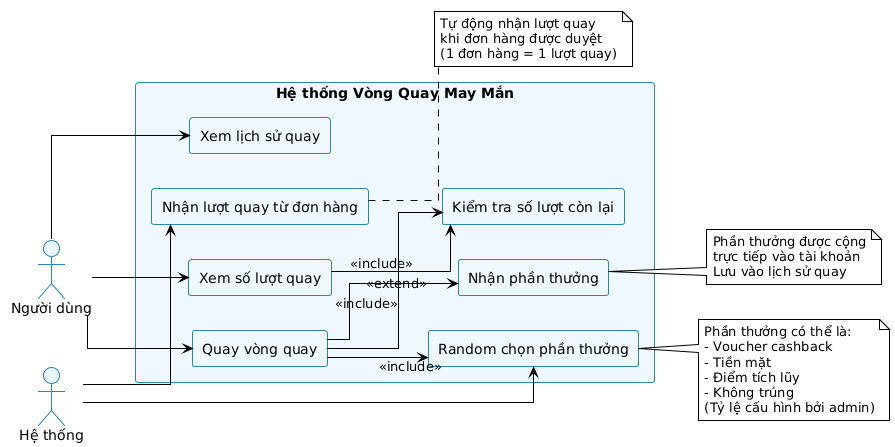 Tự động nhận lượt quay
khi đơn hàng được duyệt
(1 đơn hàng = 1 lượt quay)
Hệ thống Vòng Quay May Mắn
Xem lịch sử quay
Nhận lượt quay từ đơn hàng
Kiểm tra số lượt còn lại
Xem số lượt quay
«include»
«extend»
Nhận phần thưởng
Phần thưởng được cộng
trực tiếp vào tài khoản
Lưu vào lịch sử quay
Người dùng
«include»
Quay vòng quay
Random chọn phần thưởng
«include»
Phần thưởng có thể là:
- Voucher cashback
- Tiền mặt
- Điểm tích lũy
- Không trúng
(Tỷ lệ cấu hình bởi admin)
Hệ thống